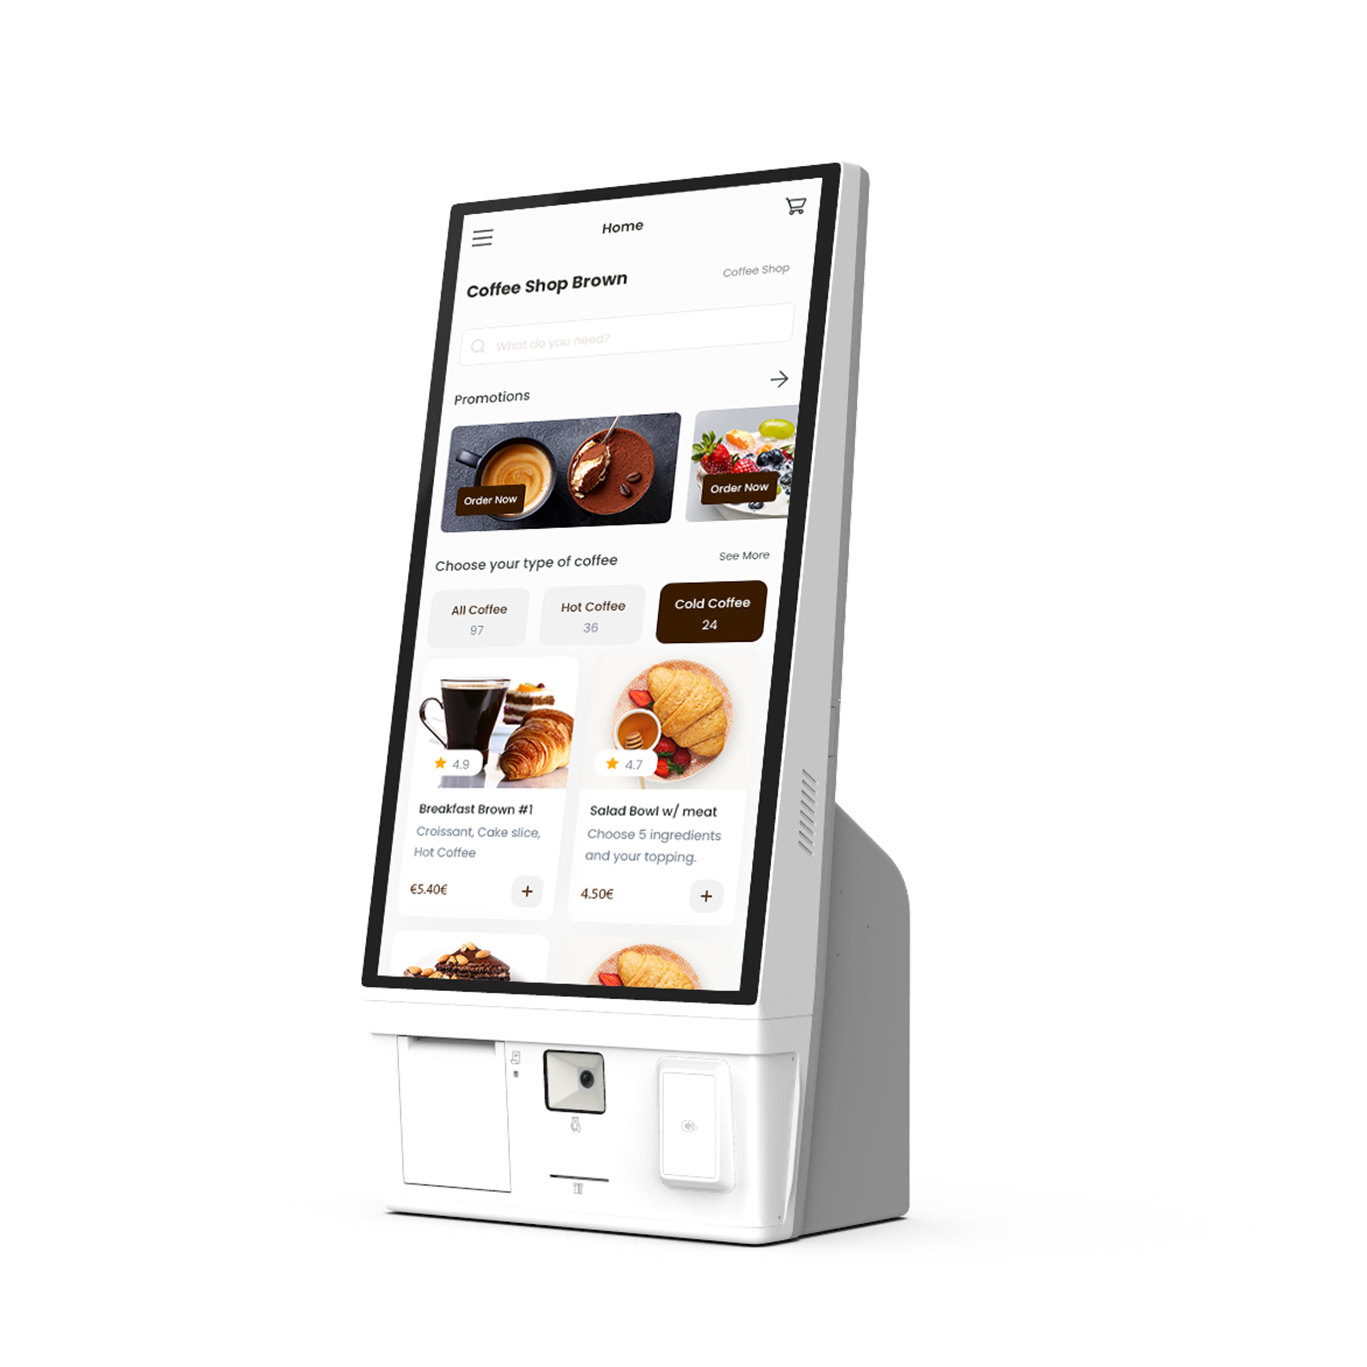 Home
Coffee Shop Brown
Coffee Shop
What do you need?
Promotions
Order Now
Order Now
Choose your type of coffee
See More
All Coffee
97
Hot Coffee
36
Cold Coffee
24
4.9
4.7
Breakfast Brown #1
Croissant, Cake slice,
Hot Coffee
€5.40€
Salad Bowl w/ meat
Choose 5 ingredients
and your topping.
4.50€